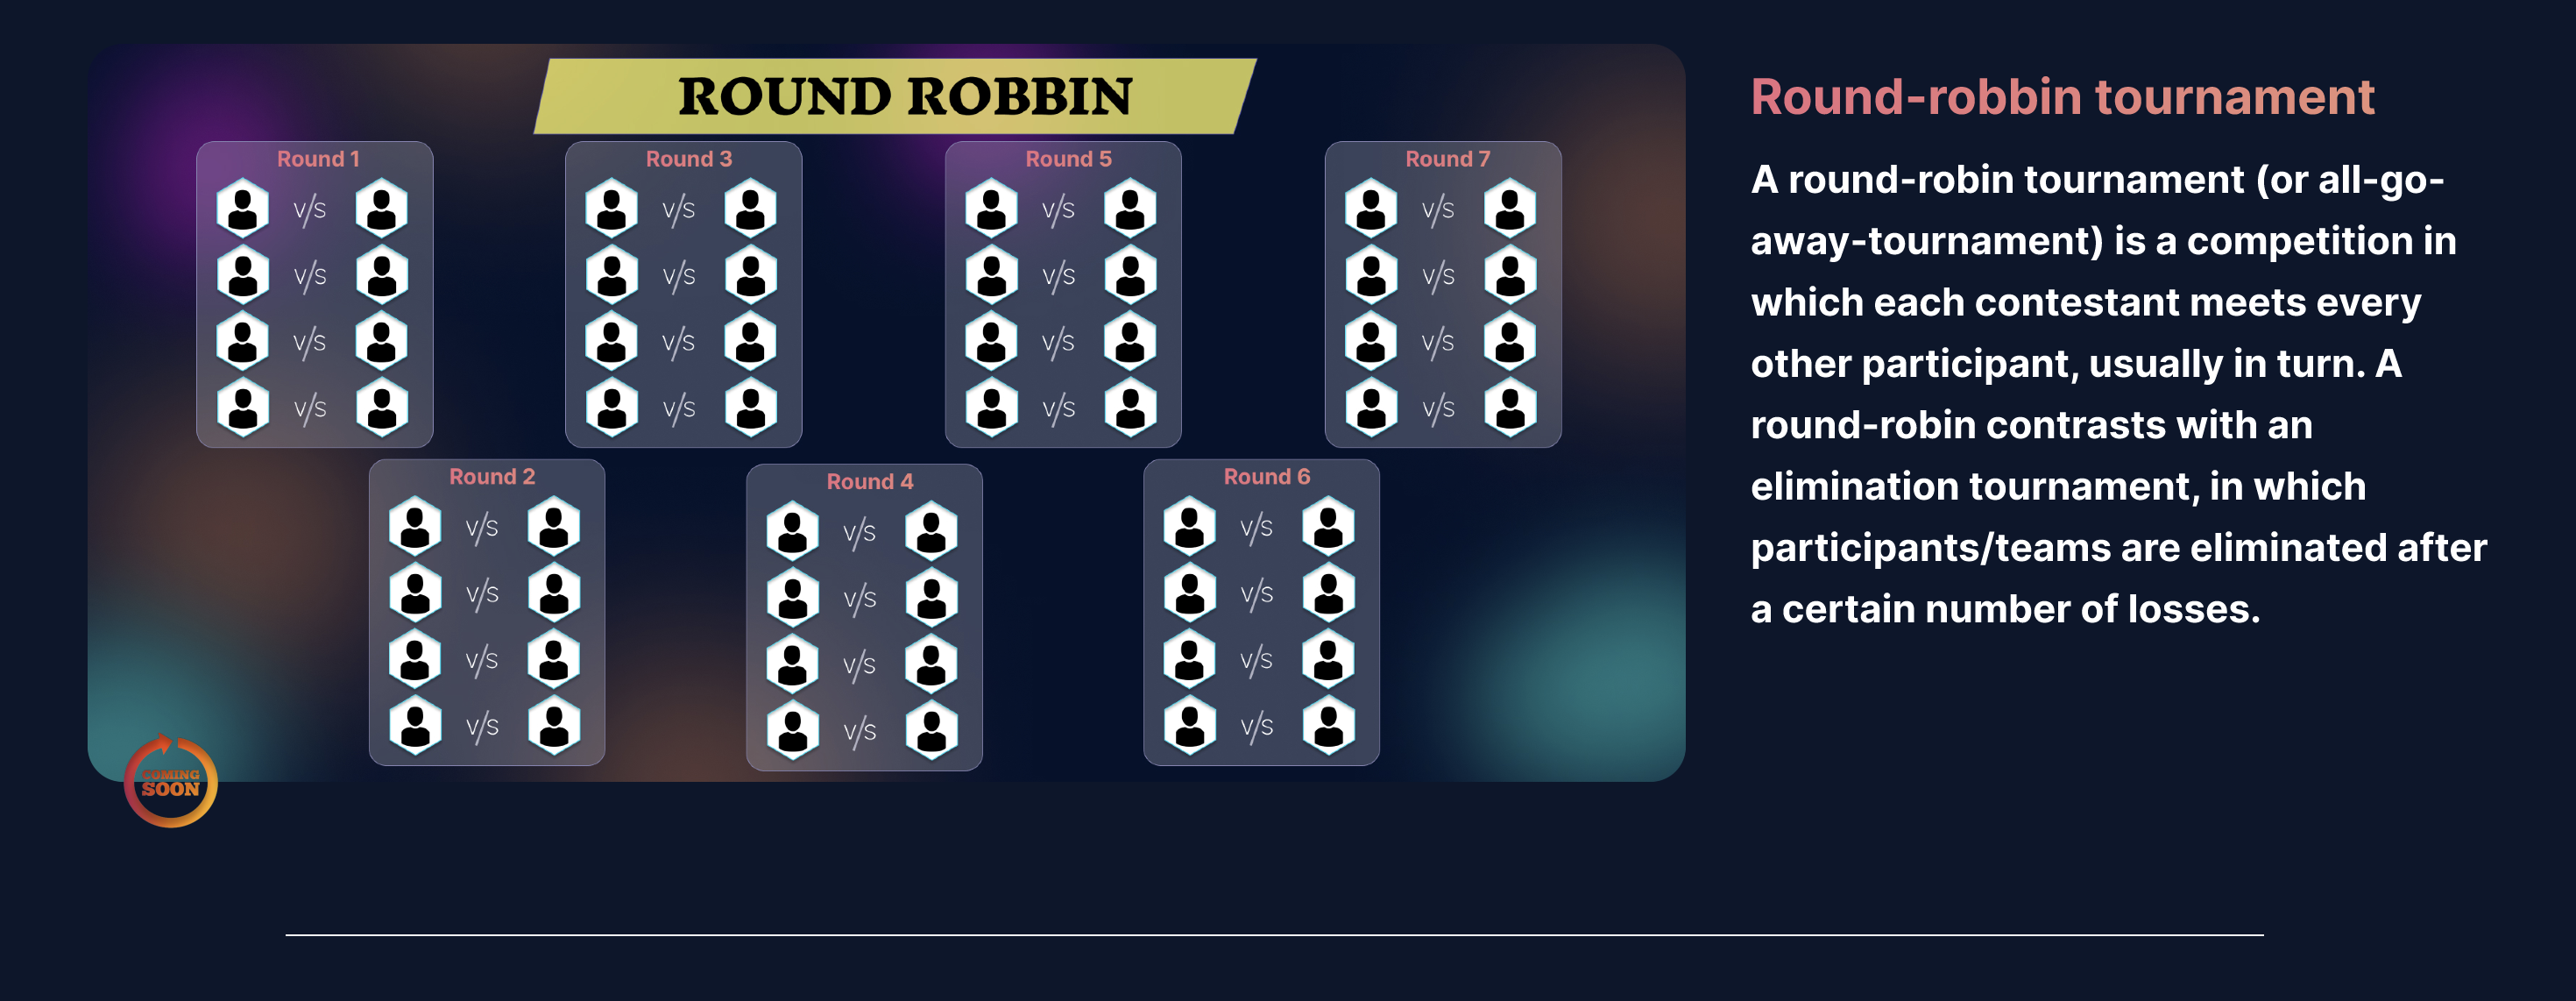 ROUND ROBBIN
Round 1
V/S
V/S
V/S
V/S
Round 3
V/S
V/S
V/S
V/S
Round 5
V/S
V/S
V/S
V/S
Round 7
V/S
V/S
V/S
V/S
Round 2
V/S
V/S
V/S
V/S
Round 4
V/S
V/S
V/S
V/S
Round 6
V/S
V/S
V/S
V/S
COMING
SOON
Round-robbin tournament
A round-robin tournament (or all-go-
away-tournament) is a competition in
which each contestant meets every
other participant, usually in turn. A
round-robin contrasts with an
elimination tournament, in which
participants/teams are eliminated after
a certain number of losses.